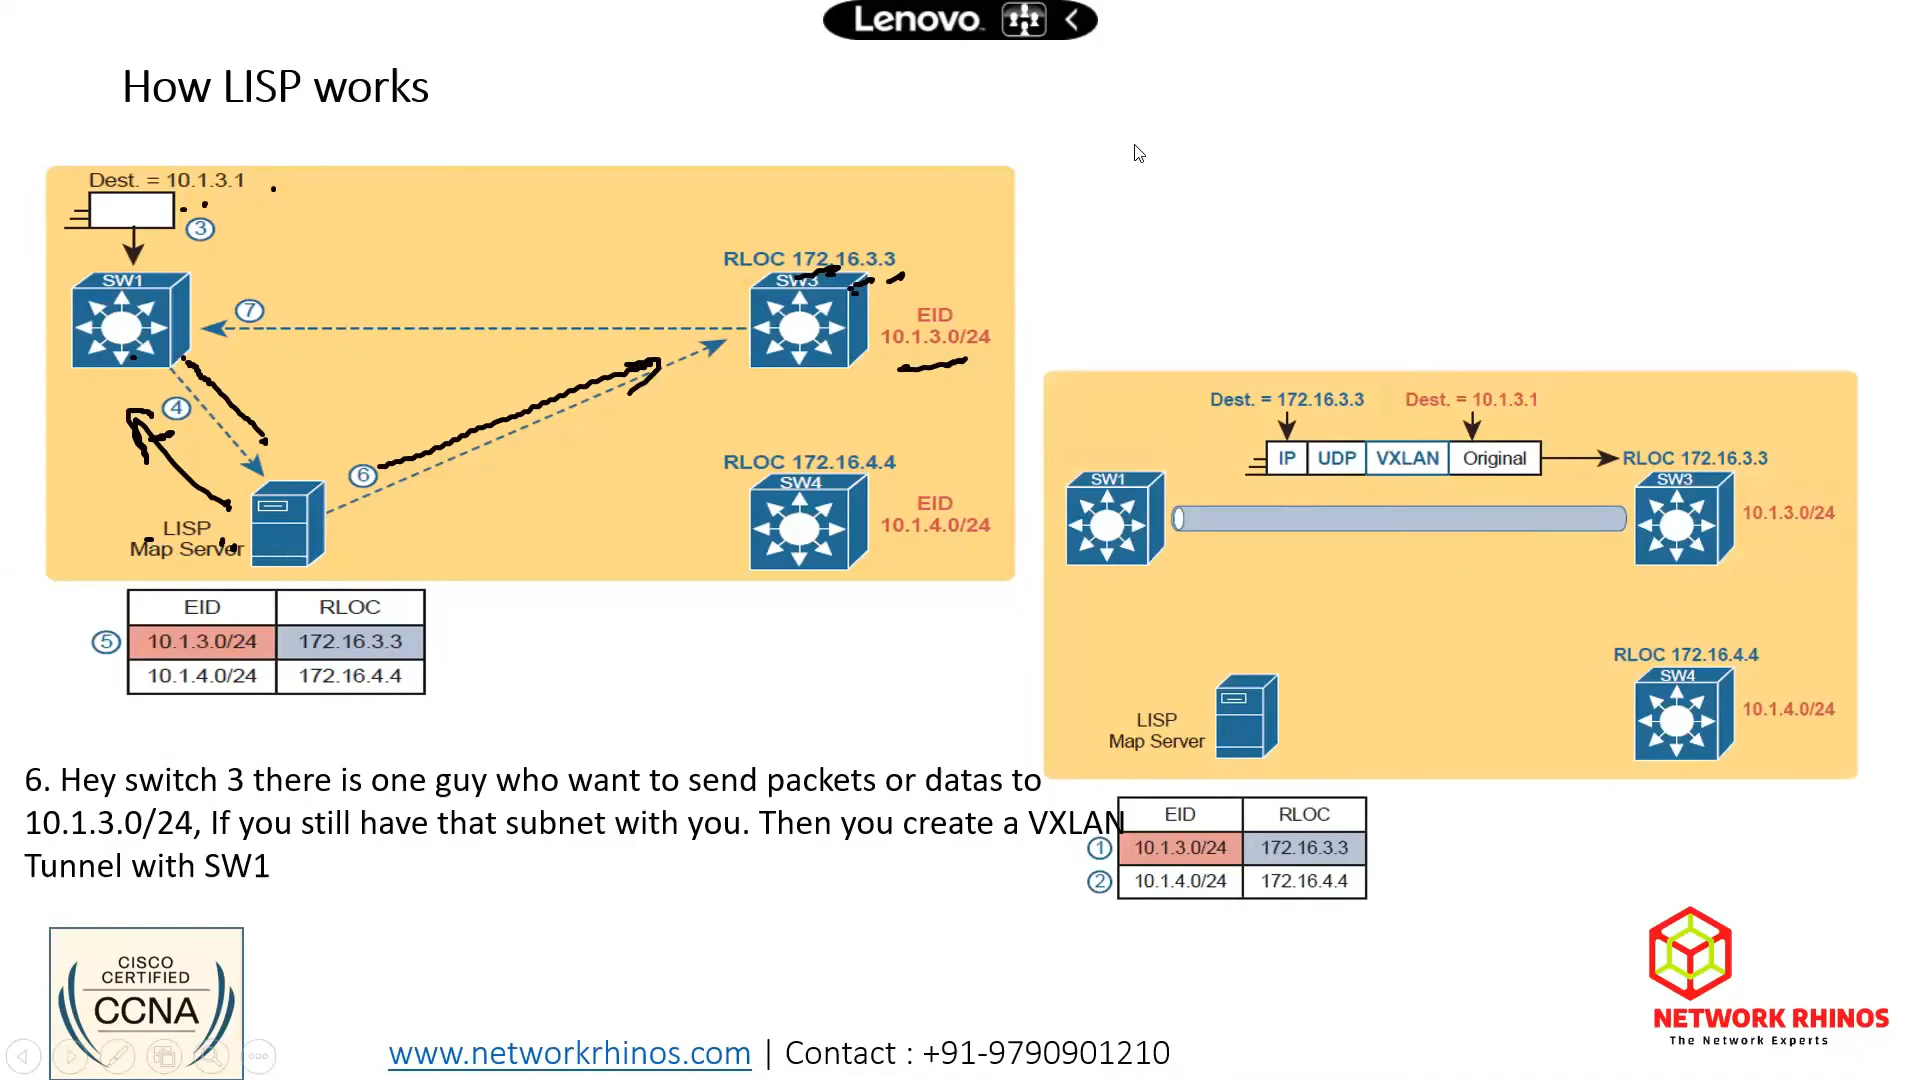 Lenovo
How LISP works
Dest. = 10.1.3.1
3
SW1
7
RLOC 172.16.3.3
SW3
EID
10.1.3.0/24
4
6
RLOC 172.16.4.4
SW4
EID
10.1.4.0/24
LISP
Map Server
EID RLOC
5 10.1.3.0/24 172.16.3.3
10.1.4.0/24 172.16.4.4
Dest. = 172.16.3.3 Dest. = 10.1.3.1
IP UDP VXLAN Original
RLOC 172.16.3.3
SW1
SW3
10.1.3.0/24
RLOC 172.16.4.4
SW4
10.1.4.0/24
LISP
Map Server
6. Hey switch 3 there is one guy who want to send packets or datas to
10.1.3.0/24, If you still have that subnet with you. Then you create a VXLAN
Tunnel with SW1
EID RLOC
1 10.1.3.0/24 172.16.3.3
2 10.1.4.0/24 172.16.4.4
CISCO
CERTIFIED
CCNA
www.networkrhinos.com | Contact : +91-9790901210
NETWORK RHINOS
The Network Experts